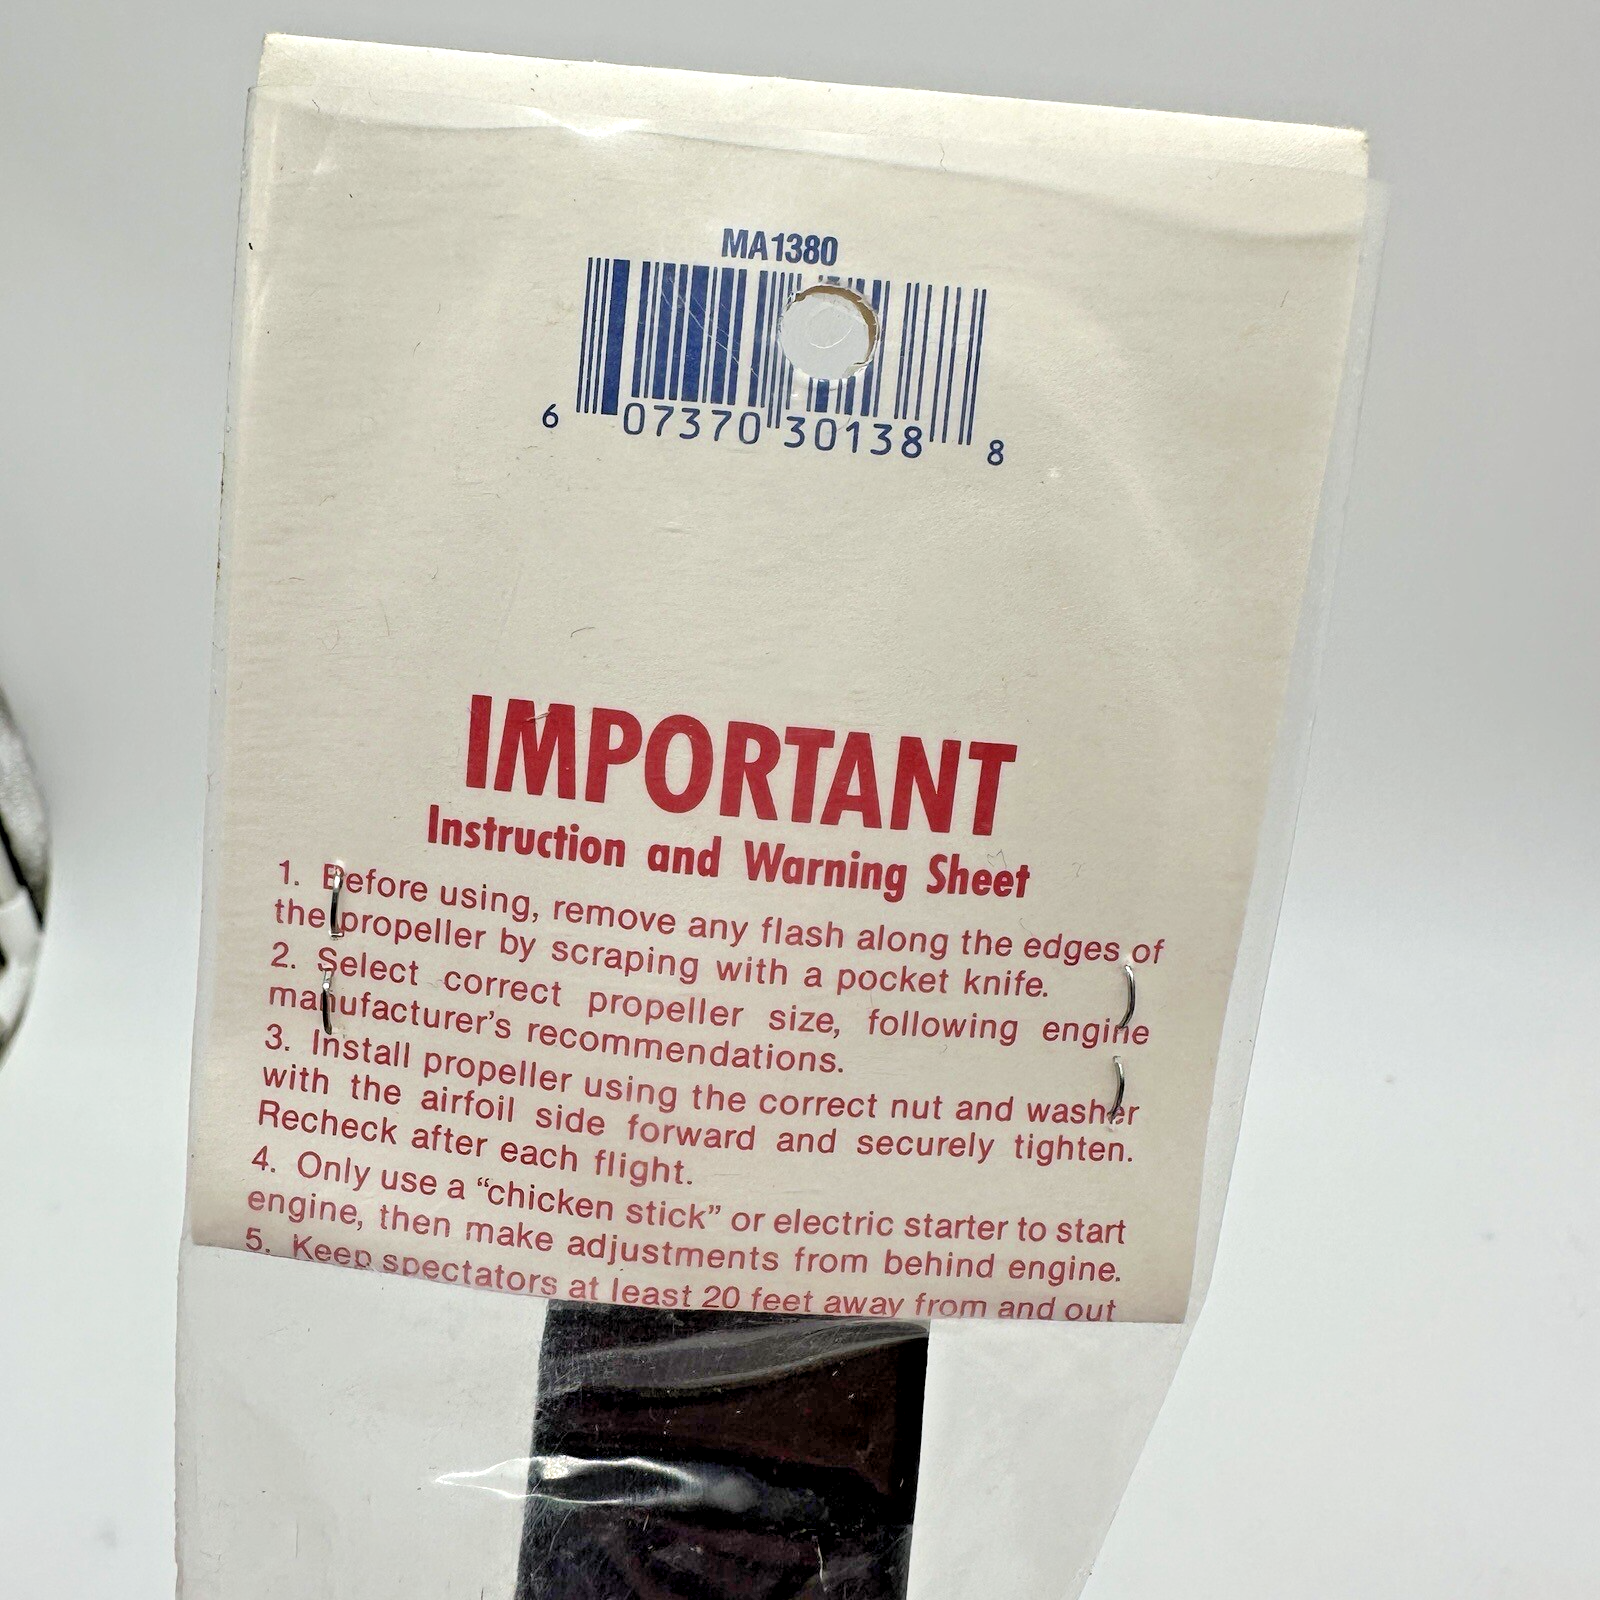 MA1380
6 07370 30138 8
IMPORTANT
Instruction and Warning Sheet
1. Before using, remove any flash along the edges of
the propeller by scraping with a pocket knife.
2. Select correct propeller size, following engine
manufacturer's recommendations.
3. Install propeller using the correct nut and washer
with the airfoil side forward and securely tighten.
Recheck after each flight.
4. Only use a “chicken stick” or electric starter to start
engine, then make adjustments from behind engine.
5. Keep spectators at least 20 feet away from and out